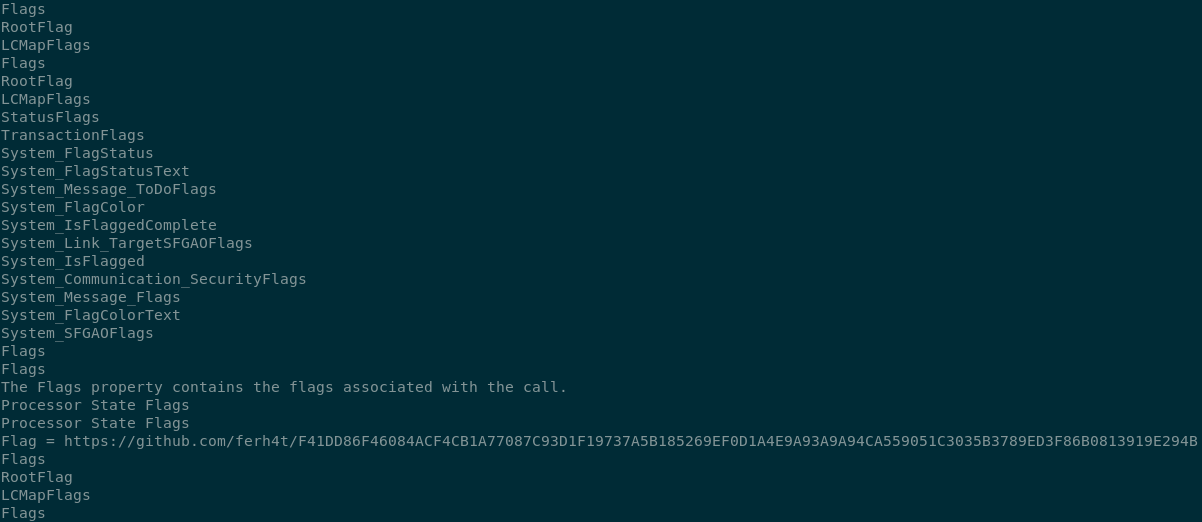 Flags
RootFlag
LCMapFlags
Flags
RootFlag
LCMapFlags
StatusFlags
TransactionFlags
System_FlagStatus
System_FlagStatusText
System_Message_ToDoFlags
System_FlagColor
System_IsFlaggedComplete
System_Link_TargetSFGAOFlags
System_IsFlagged
System_Communication_SecurityFlags
System_Message_Flags
System_FlagColorText
System_SFGAOFlags
Flags
Flags
The Flags property contains the flags associated with the call.
Processor State Flags
Processor State Flags
Flag = https://github.com/ferh4t/F41DD86F46084ACF4CB1A77087C93D1F19737A5B185269EF0D1A4E9A93A9A94CA559051C3035B3789ED3F86B0813919E294B
Flags
RootFlag
LCMapFlags
Flags